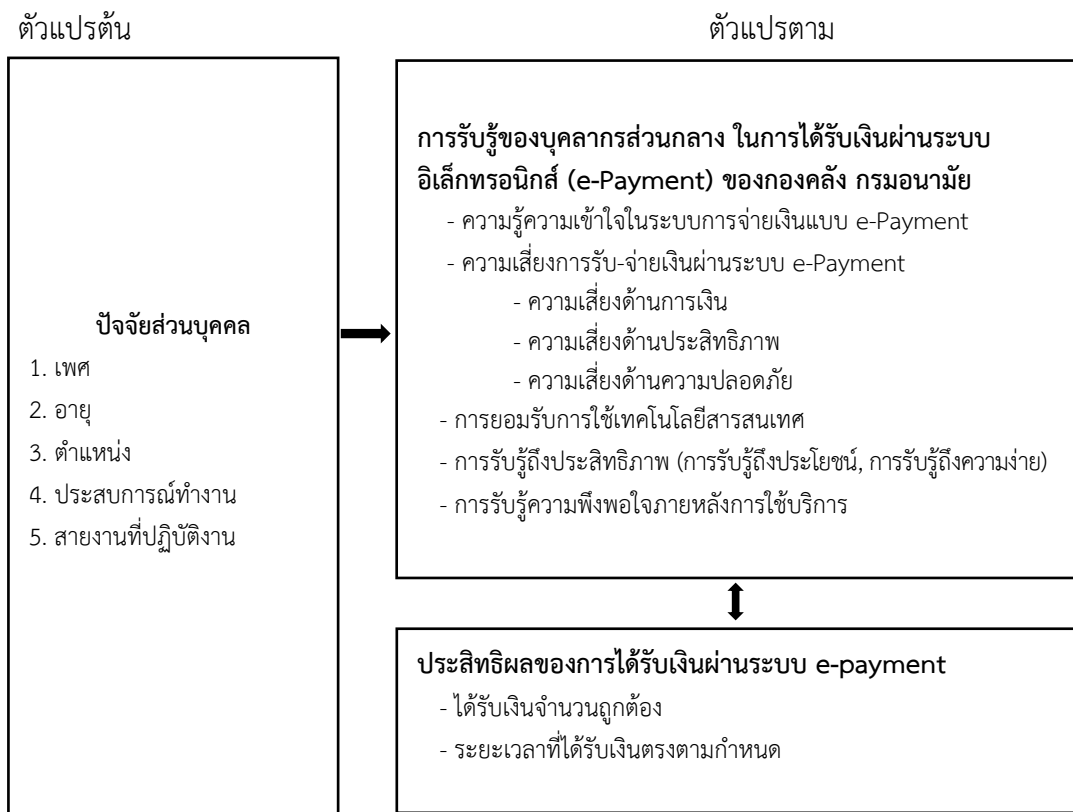 ตัวแปรต้น
ตัวแปรตาม
ปัจจัยส่วนบุคคล
1. เพศ
2. อายุ
3. ตำแหน่ง
4. ประสบการณ์ทำงาน
5. สายงานที่ปฏิบัติงาน
การรับรู้ของบุคลากรส่วนกลาง ในการได้รับเงินผ่านระบบ
อิเล็กทรอนิกส์ (e-Payment) ของกองคลัง กรมอนามัย
- ความรู้ความเข้าใจในระบบการจ่ายเงินแบบ e-Payment
- ความเสี่ยงการรับ-จ่ายเงินผ่านระบบ e-Payment
- ความเสี่ยงด้านการเงิน
- ความเสี่ยงด้านประสิทธิภาพ
- ความเสี่ยงด้านความปลอดภัย
- การยอมรับการใช้เทคโนโลยีสารสนเทศ
- การรับรู้ถึงประสิทธิภาพ (การรับรู้ถึงประโยชน์, การรับรู้ถึงความง่าย)
- การรับรู้ความพึงพอใจภายหลังการใช้บริการ
ประสิทธิผลของการได้รับเงินผ่านระบบ e-payment
- ได้รับเงินจำนวนถูกต้อง
- ระยะเวลาที่ได้รับเงินตรงตามกำหนด